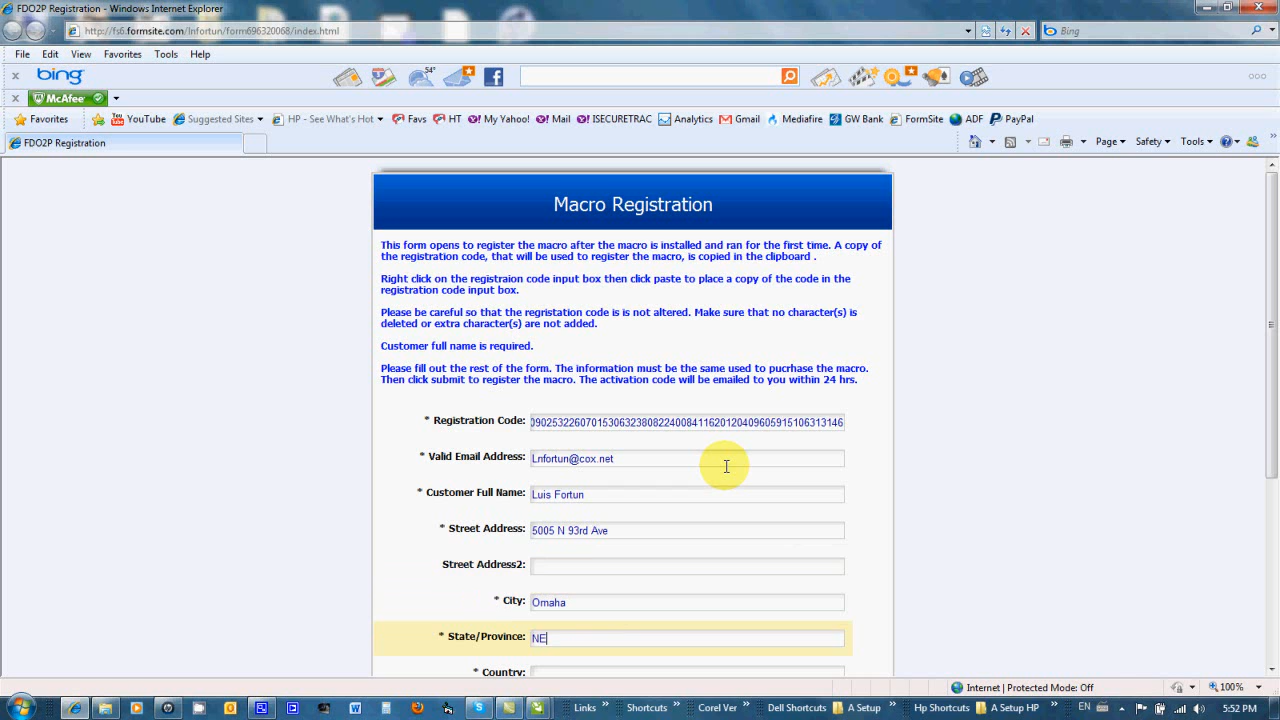 FDO2P Registration - Windows Internet Explorer
http://fs6.formsite.com/lnfortun/form696320068/index.html
Bing
File Edit View Favorites Tools Help
x bing 54°
x McAfee
Favorites YouTube Suggested Sites HP - See What's Hot Favs HT My Yahoo! Mail ISECURETRAC Analytics Gmail Mediafire GW Bank FormSite ADF PayPal
FDO2P Registration Page Safety Tools
Macro Registration
This form opens to register the macro after the macro is installed and ran for the first time. A copy of
the registration code, that will be used to register the macro, is copied in the clipboard .
Right click on the registraion code input box then click paste to place a copy of the code in the
registration code input box.
Please be careful so that the regristation code is is not altered. Make sure that no character(s) is
deleted or extra character(s) are not added.
Customer full name is required.
Please fill out the rest of the form. The information must be the same used to pucrhase the macro.
Then click submit to register the macro. The activation code will be emailed to you within 24 hrs.
* Registration Code: 09025322607015306323808224008411620120409605915106313146
* Valid Email Address: Lnfortun@cox.net
* Customer Full Name: Luis Fortun
* Street Address: 5005 N 93rd Ave
Street Address2:
* City: Omaha
* State/Province: NE
* Country:
Internet | Protected Mode: Off 100%
Links Shortcuts Corel Ver Dell Shortcuts A Setup Hp Shortcuts A Setup HP EN 5:52 PM